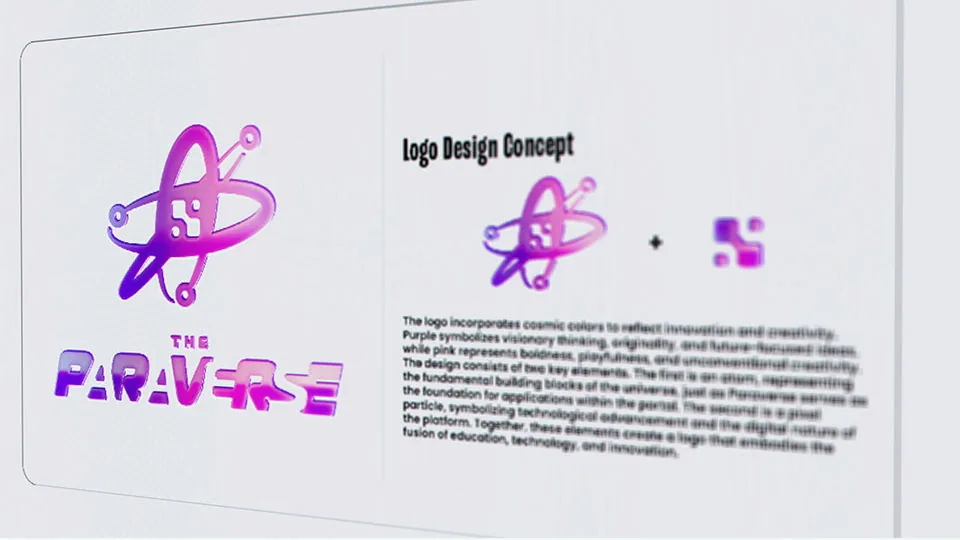 THE
PARAVERSE
Logo Design Concept
+
The logo incorporates cosmic colors to reflect innovation and creativity.
Purple symbolizes visionary thinking, originality, and future-focused ideas,
while pink represents boldness, playfulness, and unconventional creativity.
The design consists of two key elements. The first is an atom, representing
the fundamental building blocks of the universe, just as Paraverse serves as
the foundation for applications within the portal. The second is a pixel
particle, symbolizing technological advancement and the digital nature of
the platform. Together, these elements create a logo that embodies the
fusion of education, technology, and innovation.